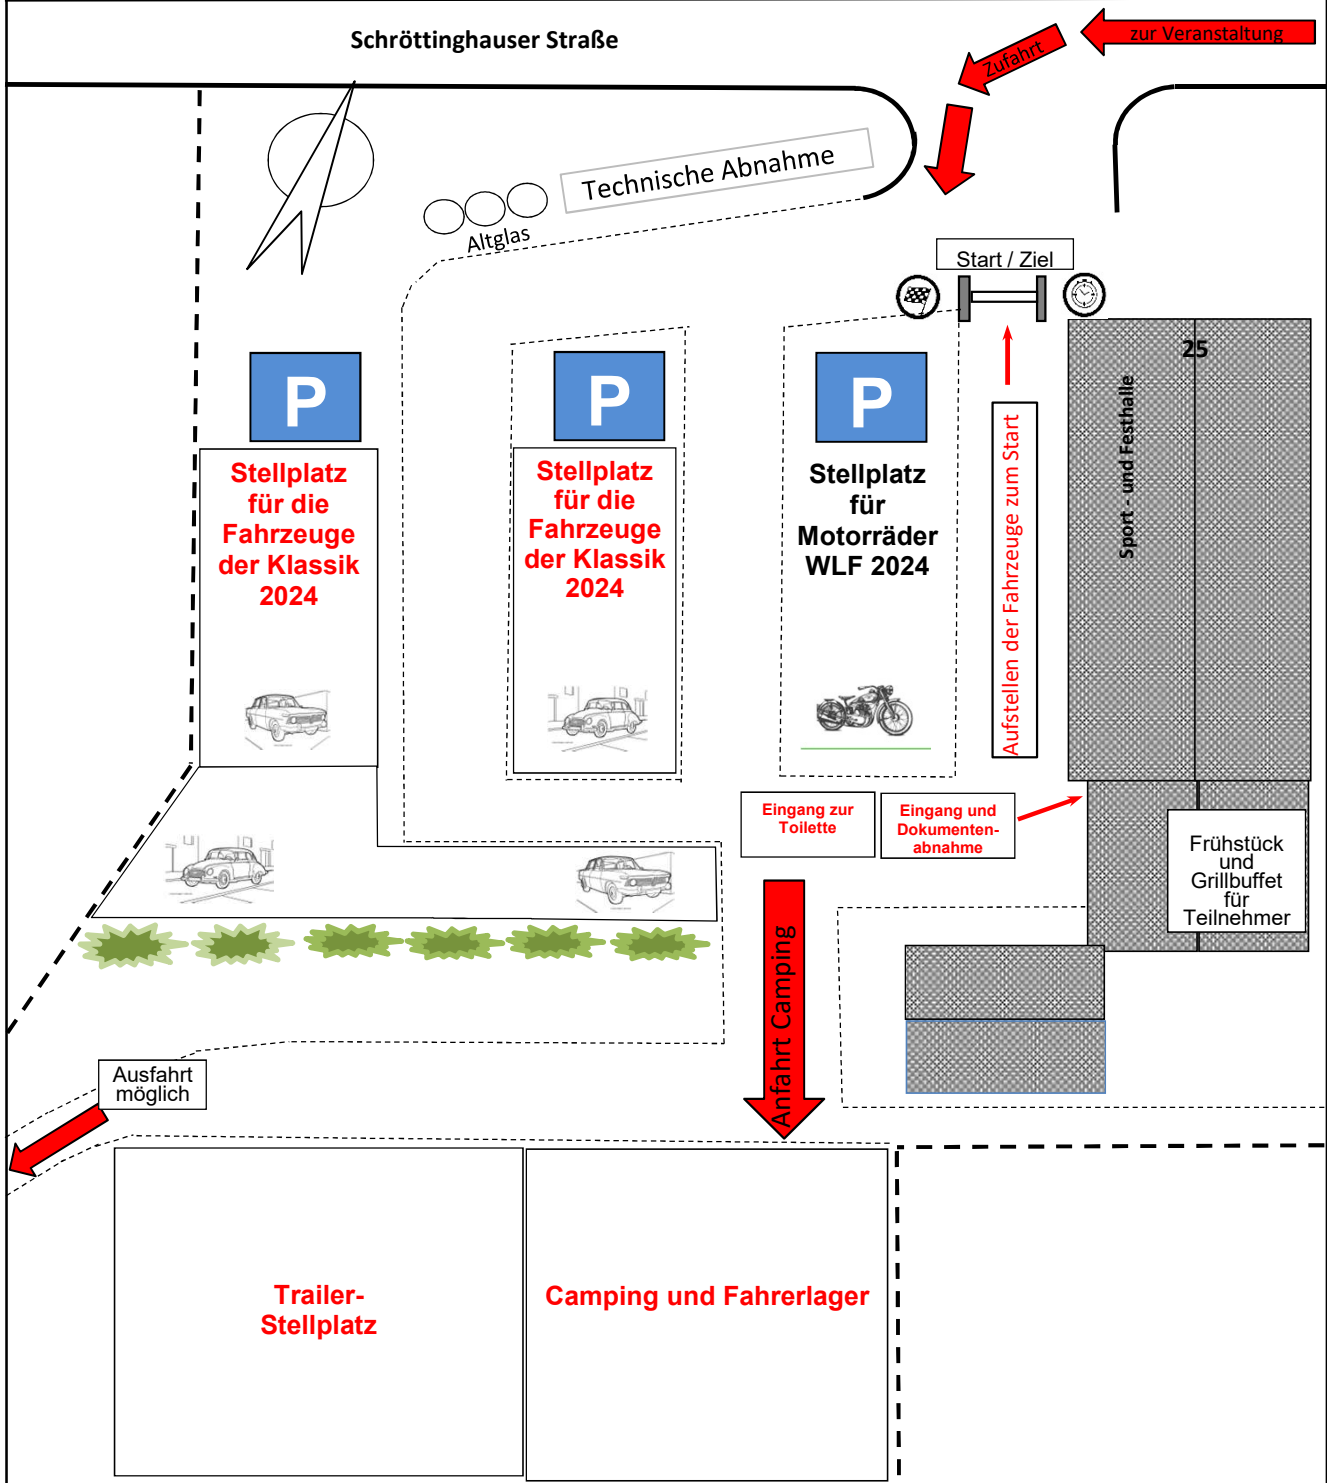 Schröttinghauser Straße
zur Veranstaltung
Zufahrt
Technische Abnahme
Altglas
Start / Ziel
P
P
P
25
Sport - und Festhalle
Aufstellen der Fahrzeuge zum Start
Stellplatz
für die
Fahrzeuge
der Klassik
2024
Stellplatz
für die
Fahrzeuge
der Klassik
2024
Stellplatz
für
Motorräder
WLF 2024
Eingang zur
Toilette
Eingang und
Dokumenten-
abnahme
Frühstück
und
Grillbuffet
für
Teilnehmer
Anfahrt Camping
Ausfahrt
möglich
Trailer-
Stellplatz
Camping und Fahrerlager